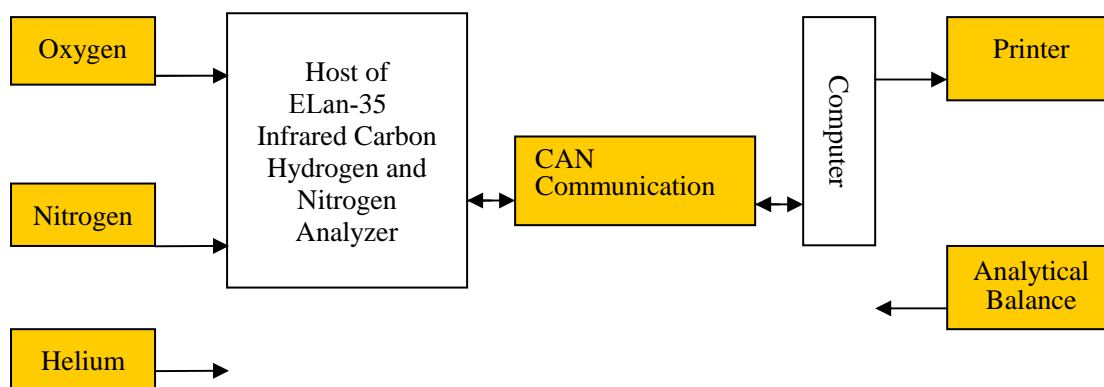 Oxygen
Nitrogen
Helium
Host of
ELan-35
Infrared Carbon
Hydrogen and
Nitrogen
Analyzer
CAN
Communication
Computer
Printer
Analytical
Balance